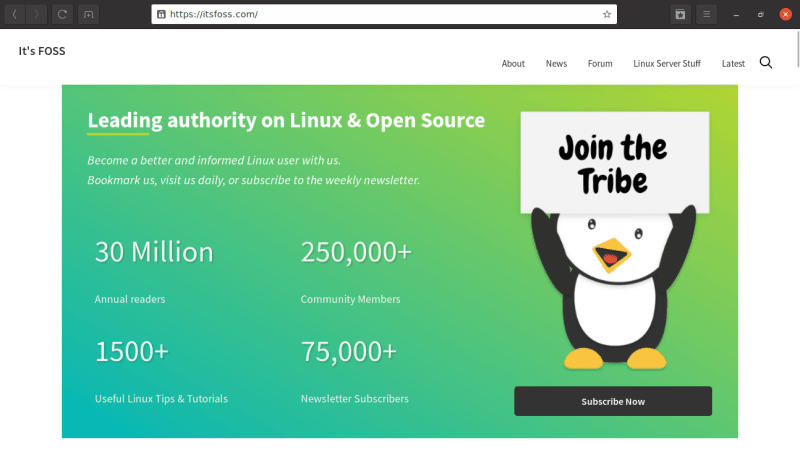 https://itsfoss.com/
It's FOSS
About News Forum Linux Server Stuff Latest
Leading authority on Linux & Open Source
Become a better and informed Linux user with us.
Bookmark us, visit us daily, or subscribe to the weekly newsletter.
30 Million 250,000+
Annual readers Community Members
1500+ 75,000+
Useful Linux Tips & Tutorials Newsletter Subscribers
Join the
Tribe
Subscribe Now